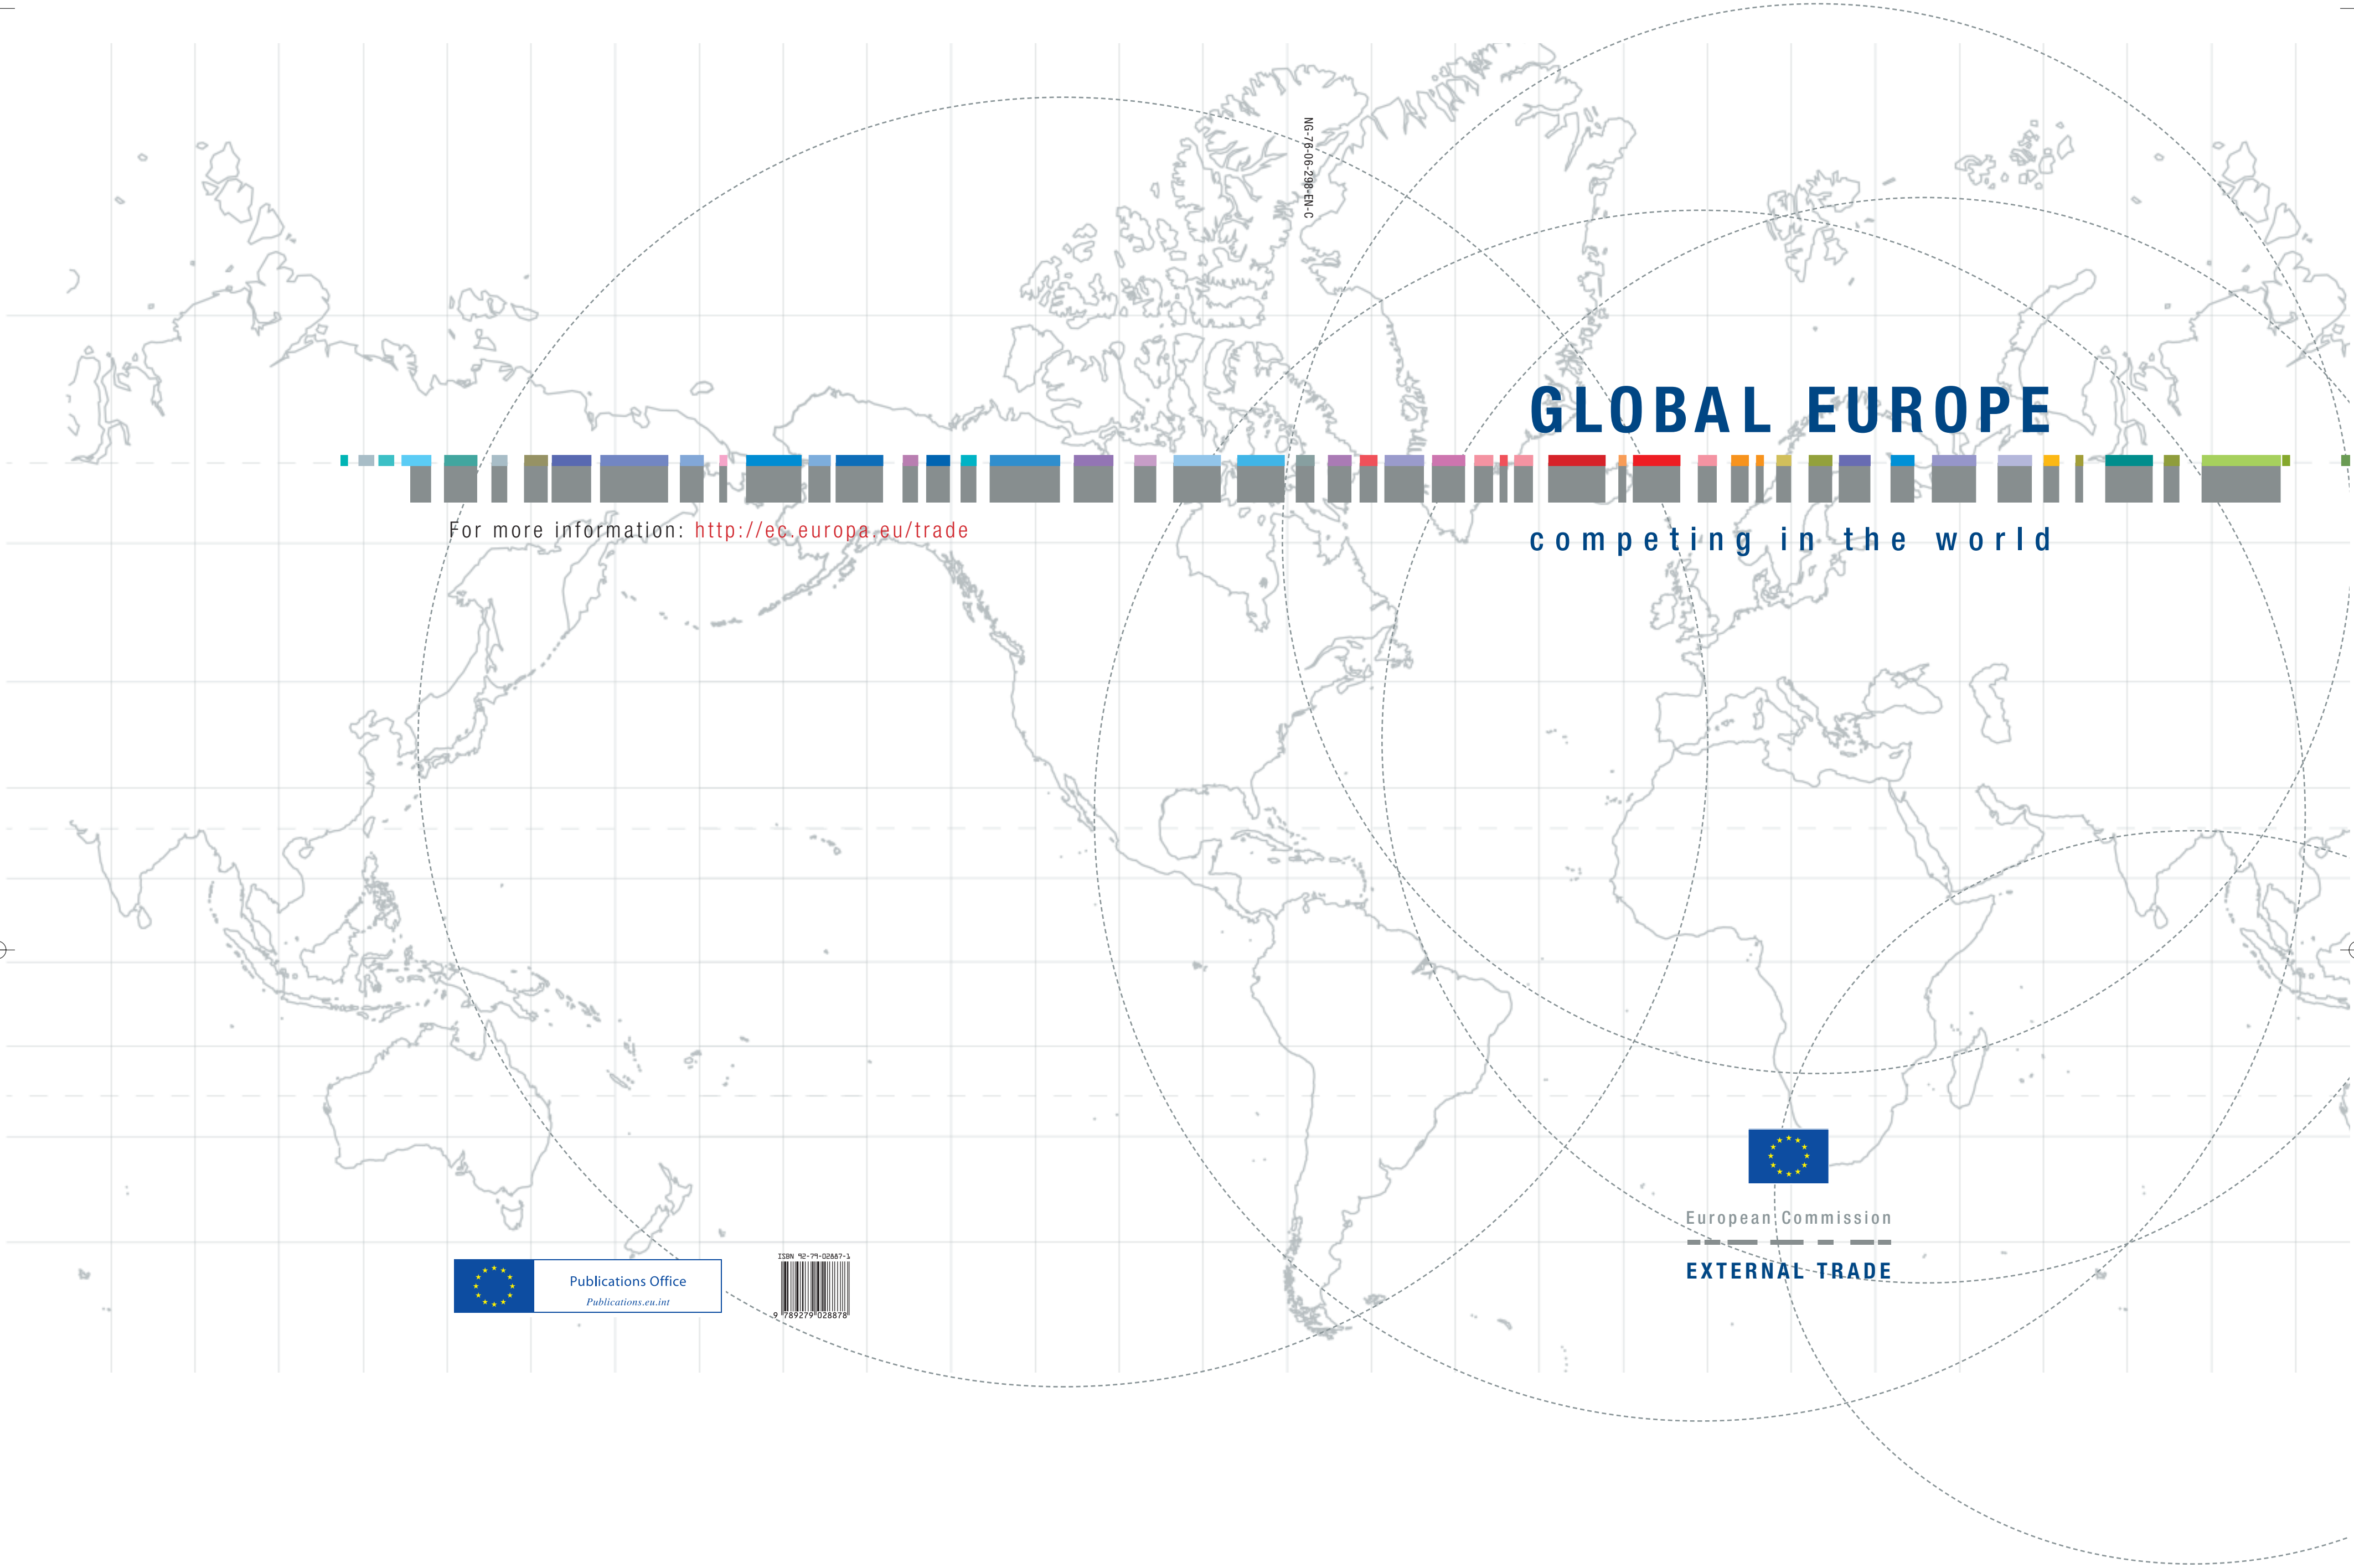 NG-76-06-298-EN-C
GLOBAL EUROPE
competing in the world
For more information: http://ec.europa.eu/trade
European Commission
EXTERNAL TRADE
Publications Office
Publications.eu.int
ISBN 92-79-02887-1
9 789279 028878